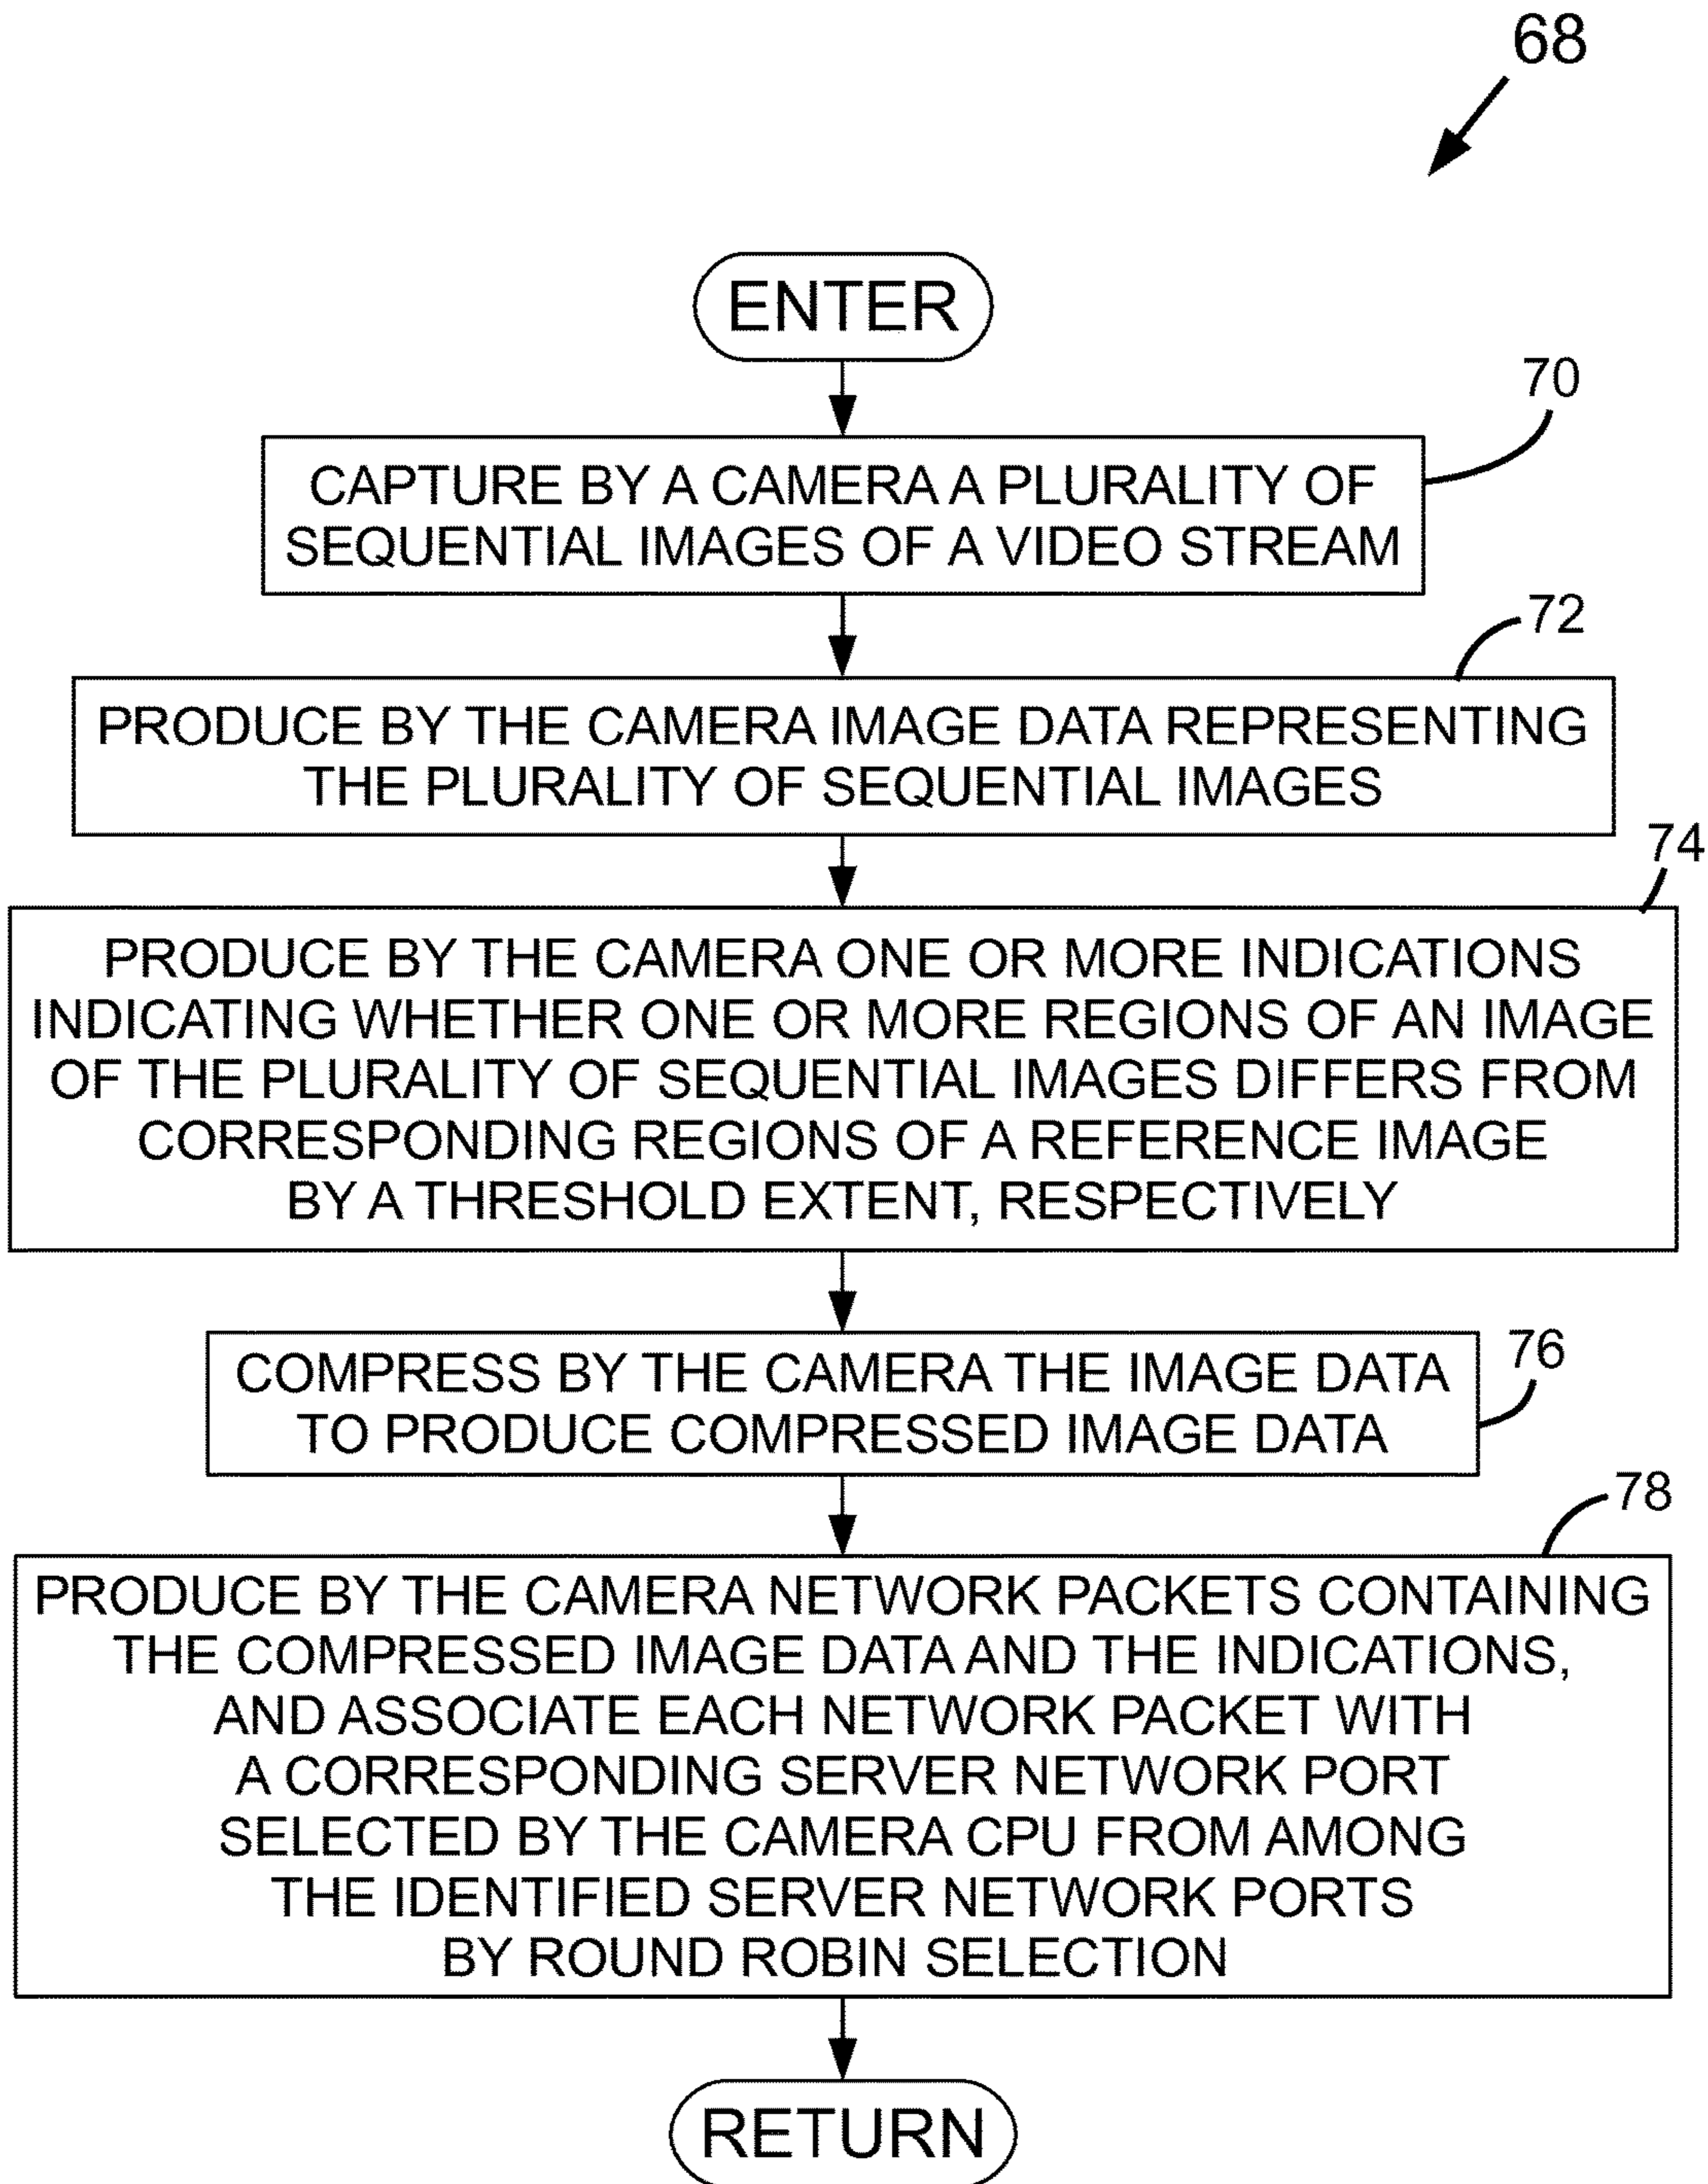 68
ENTER
70
CAPTURE BY A CAMERA A PLURALITY OF
SEQUENTIAL IMAGES OF A VIDEO STREAM
72
PRODUCE BY THE CAMERA IMAGE DATA REPRESENTING
THE PLURALITY OF SEQUENTIAL IMAGES
74
PRODUCE BY THE CAMERA ONE OR MORE INDICATIONS
INDICATING WHETHER ONE OR MORE REGIONS OF AN IMAGE
OF THE PLURALITY OF SEQUENTIAL IMAGES DIFFERS FROM
CORRESPONDING REGIONS OF A REFERENCE IMAGE
BY A THRESHOLD EXTENT, RESPECTIVELY
76
COMPRESS BY THE CAMERA THE IMAGE DATA
TO PRODUCE COMPRESSED IMAGE DATA
78
PRODUCE BY THE CAMERA NETWORK PACKETS CONTAINING
THE COMPRESSED IMAGE DATA AND THE INDICATIONS,
AND ASSOCIATE EACH NETWORK PACKET WITH
A CORRESPONDING SERVER NETWORK PORT
SELECTED BY THE CAMERA CPU FROM AMONG
THE IDENTIFIED SERVER NETWORK PORTS
BY ROUND ROBIN SELECTION
RETURN